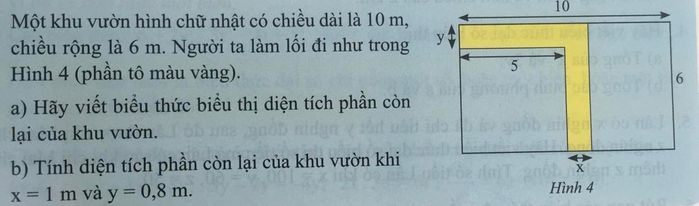 Một khu vườn hình chữ nhật có chiều dài là 10 m,
chiều rộng là 6 m. Người ta làm lối đi như trong
Hình 4 (phần tô màu vàng).
a) Hãy viết biểu thức biểu thị diện tích phần còn
lại của khu vườn.
b) Tính diện tích phần còn lại của khu vườn khi
x = 1 m và y = 0,8 m.
10
y
5
6
x
Hình 4